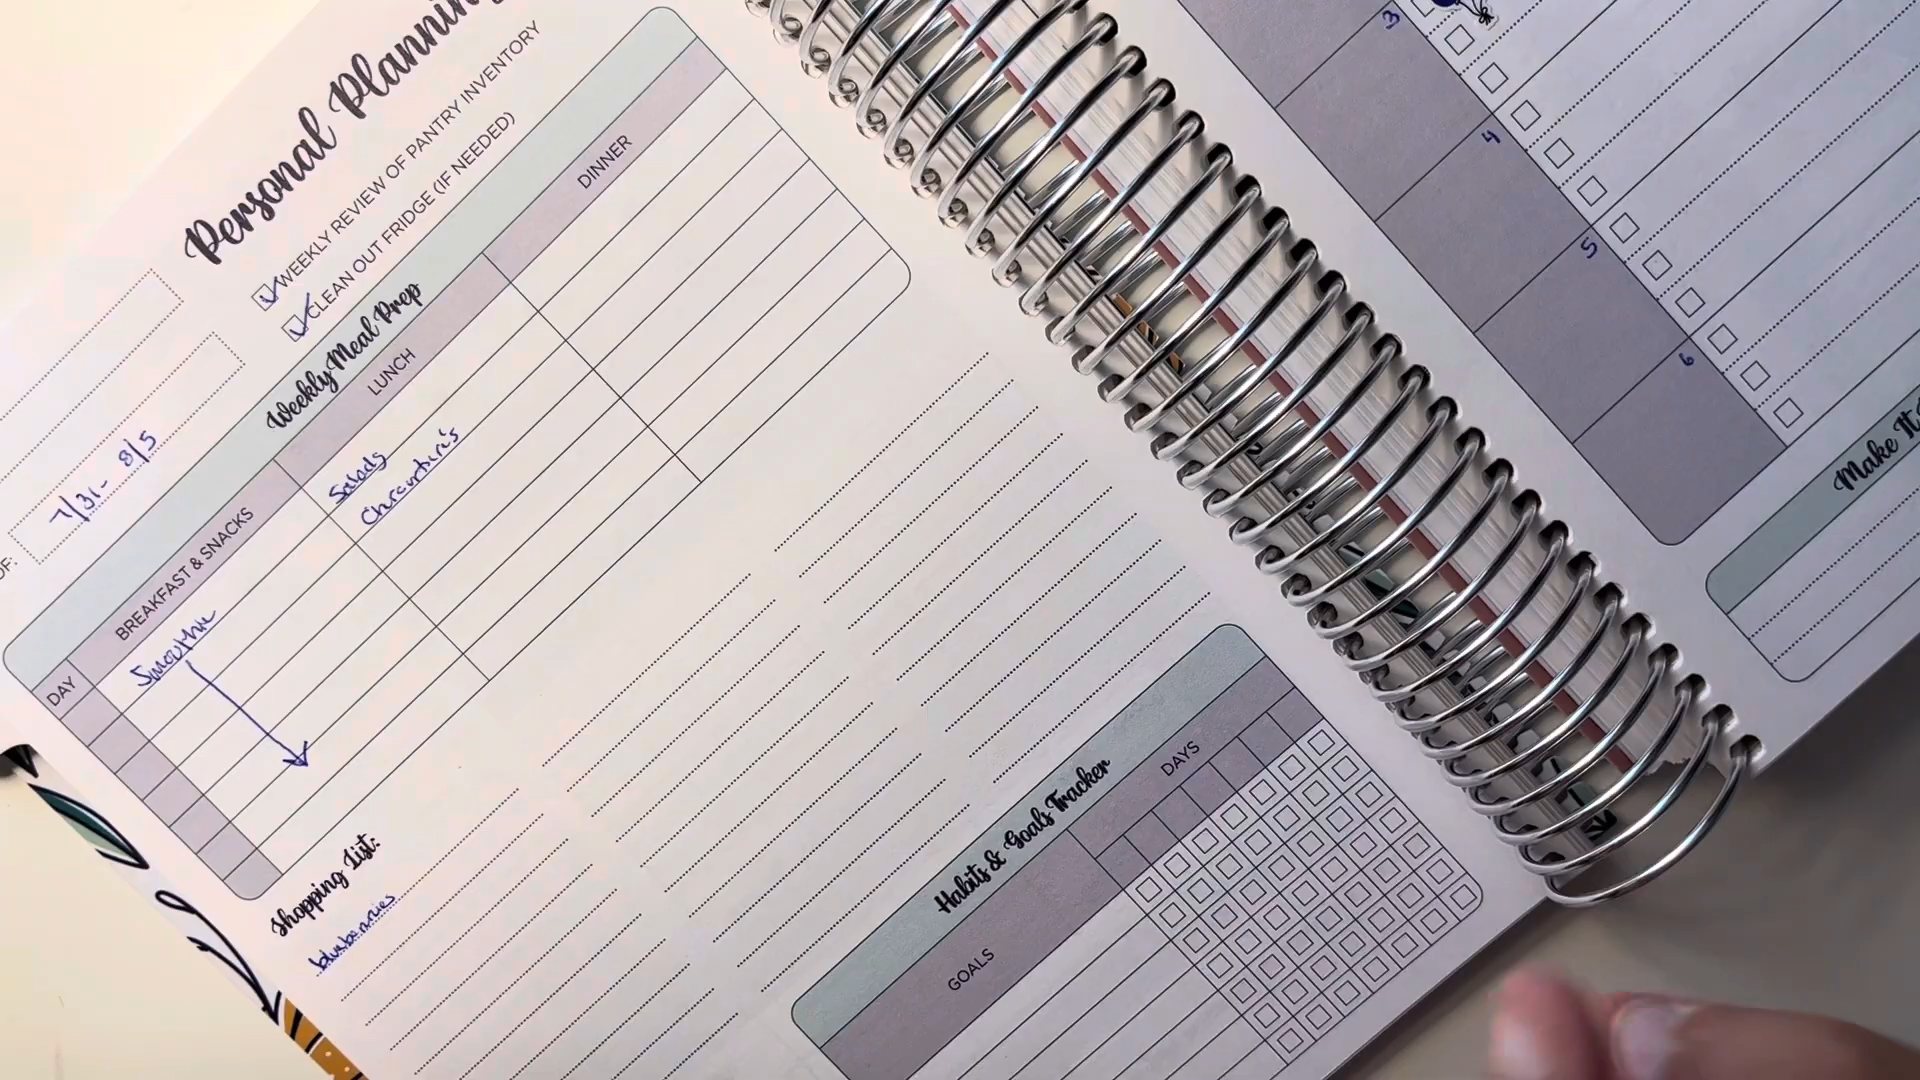 Personal Planning
WEEKLY REVIEW OF PANTRY INVENTORY
CLEAN OUT FRIDGE (IF NEEDED)
OF:
7/31- 8/5
Weekly Meal Prep
DAY
BREAKFAST & SNACKS
LUNCH
DINNER
Smoothie
Salads
Shopping List:
blueberries
Habits & Goals Tracker
GOALS
DAYS
3
4
5
6
Make It